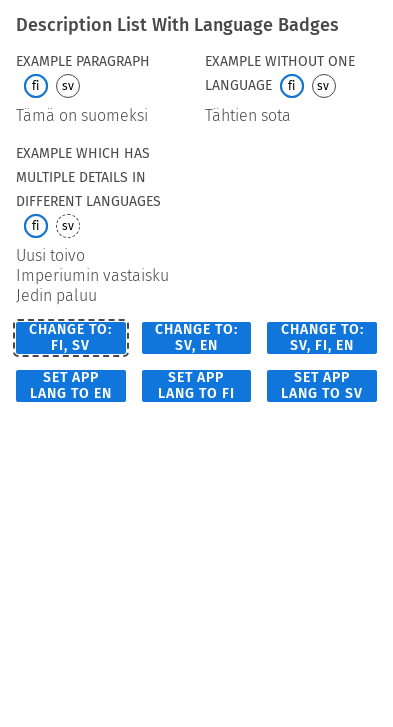 Description List With Language Badges
EXAMPLE PARAGRAPH
fi sv
Tämä on suomeksi
EXAMPLE WITHOUT ONE
LANGUAGE fi sv
Tähtien sota
EXAMPLE WHICH HAS
MULTIPLE DETAILS IN
DIFFERENT LANGUAGES
fi sv
Uusi toivo
Imperiumin vastaisku
Jedin paluu
CHANGE TO:
FI, SV
CHANGE TO:
SV, EN
CHANGE TO:
SV, FI, EN
SET APP
LANG TO EN
SET APP
LANG TO FI
SET APP
LANG TO SV